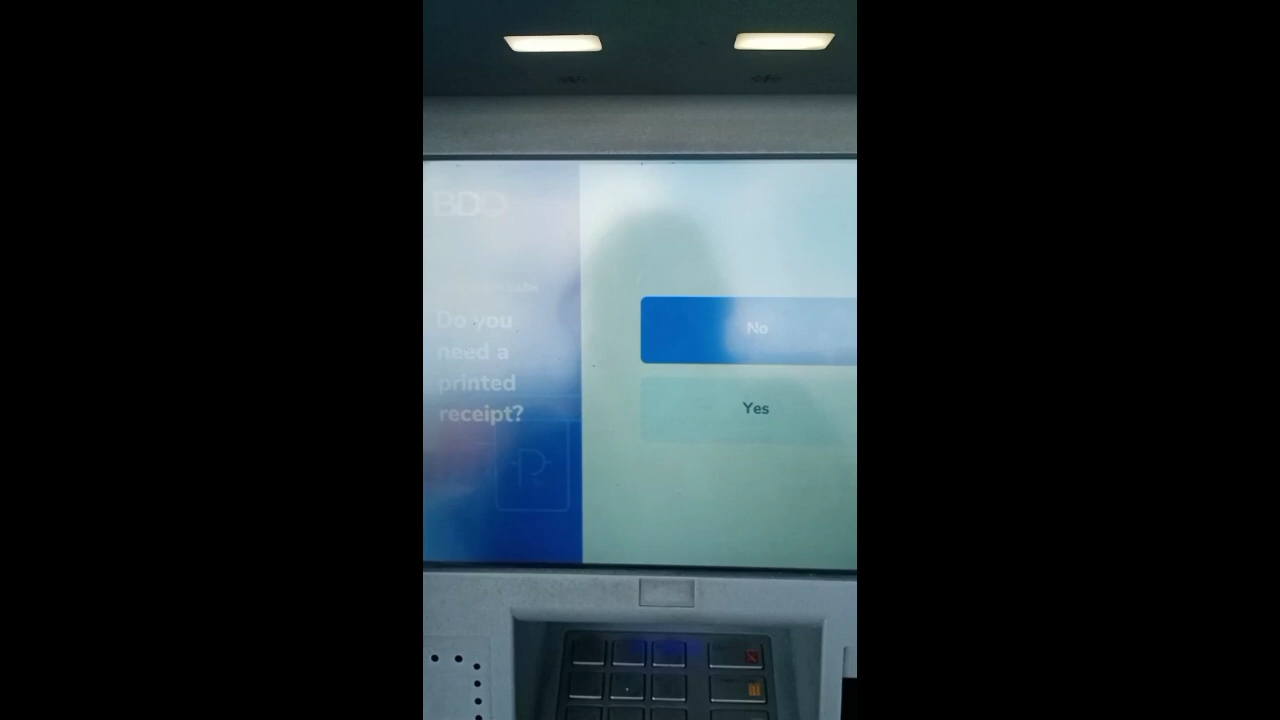 BDO
Do you
need a
printed
receipt?
No
Yes